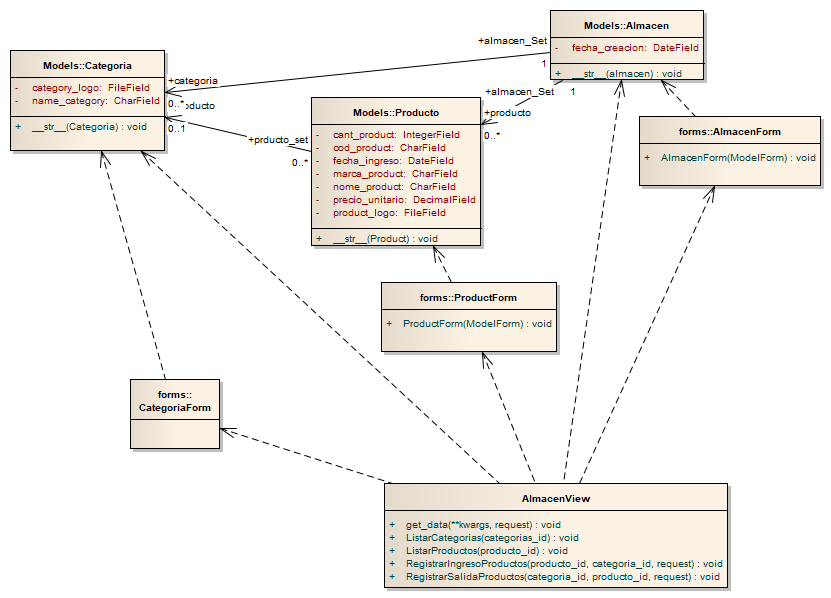 Models::Almacen
- fecha_creacion: DateField
+ __str__(almacen) : void
+almacen_Set
1
Models::Categoria
- category_logo: FileField
- name_category: CharField
+ __str__(Categoria) : void
+categoria
0..*
0..1
+almacen_Set
1
+producto
0..*
Models::Producto
- cant_product: IntegerField
- cod_product: CharField
- fecha_ingreso: DateField
- marca_product: CharField
- nome_product: CharField
- precio_unitario: DecimalField
- product_logo: FileField
+ __str__(Product) : void
+prducto_set
0..*
forms::AlmacenForm
+ AlmacenForm(ModelForm) : void
forms::ProductForm
+ ProductForm(ModelForm) : void
forms::
CategoriaForm
AlmacenView
+ get_data(**kwargs, request) : void
+ ListarCategorias(categorias_id) : void
+ ListarProductos(producto_id) : void
+ RegistrarIngresoProductos(producto_id, categoria_id, request) : void
+ RegistrarSalidaProductos(categoria_id, producto_id, request) : void